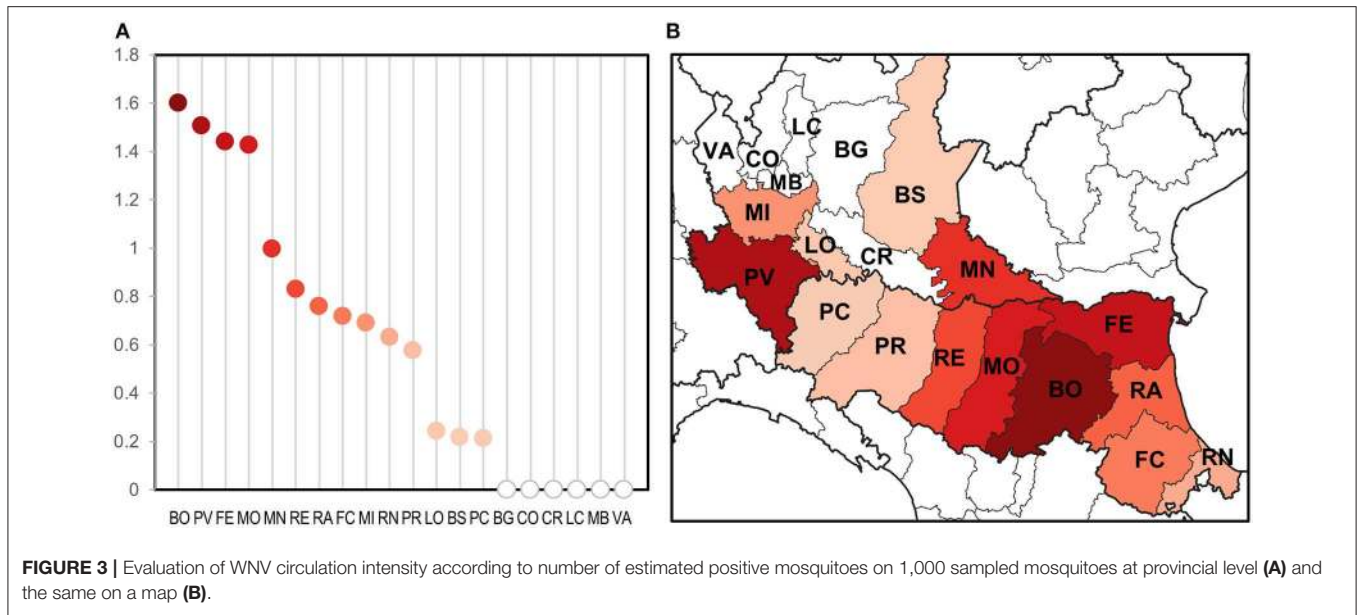 A
1.8
1.6
1.4
1.2
1
0.8
0.6
0.4
0.2
0
BO PV FE MO MN RE RA FC MI RN PR LO BS PC BG CO CR LC MB VA
B
LC
VA
CO
BG
MB
BS
MI
LO
CR
PV
MN
PC
FE
PR
RE
MO
BO
RA
FC
RN
FIGURE 3 | Evaluation of WNV circulation intensity according to number of estimated positive mosquitoes on 1,000 sampled mosquitoes at provincial level (A) and
the same on a map (B).